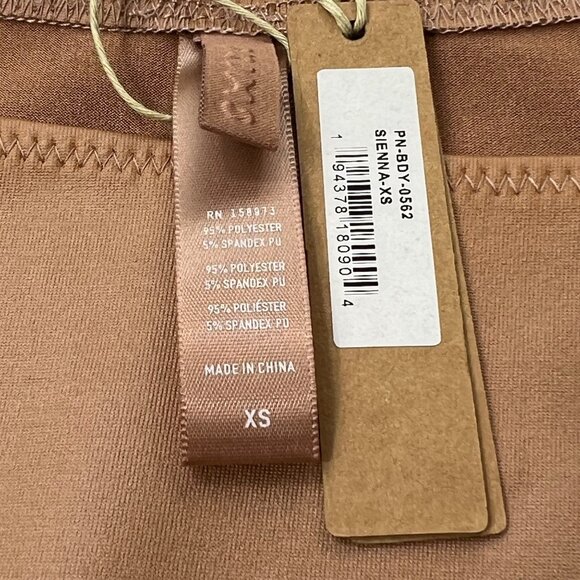 RN 158973
95% POLYESTER
5% SPANDEX PU
95% POLYESTER
5% SPANDEX PU
95% POLIÉSTER
5% SPANDEX PU
MADE IN CHINA
XS
PN-BDY-0562
SIENNA-XS
1 94378 18090 4